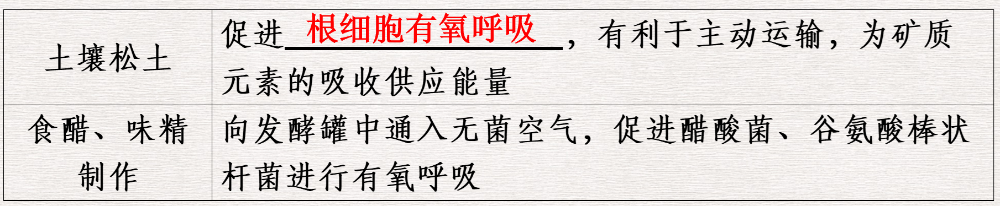 土壤松土
促进根细胞有氧呼吸，有利于主动运输，为矿质
元素的吸收供应能量
食醋、味精
制作
向发酵罐中通入无菌空气，促进醋酸菌、谷氨酸棒状
杆菌进行有氧呼吸